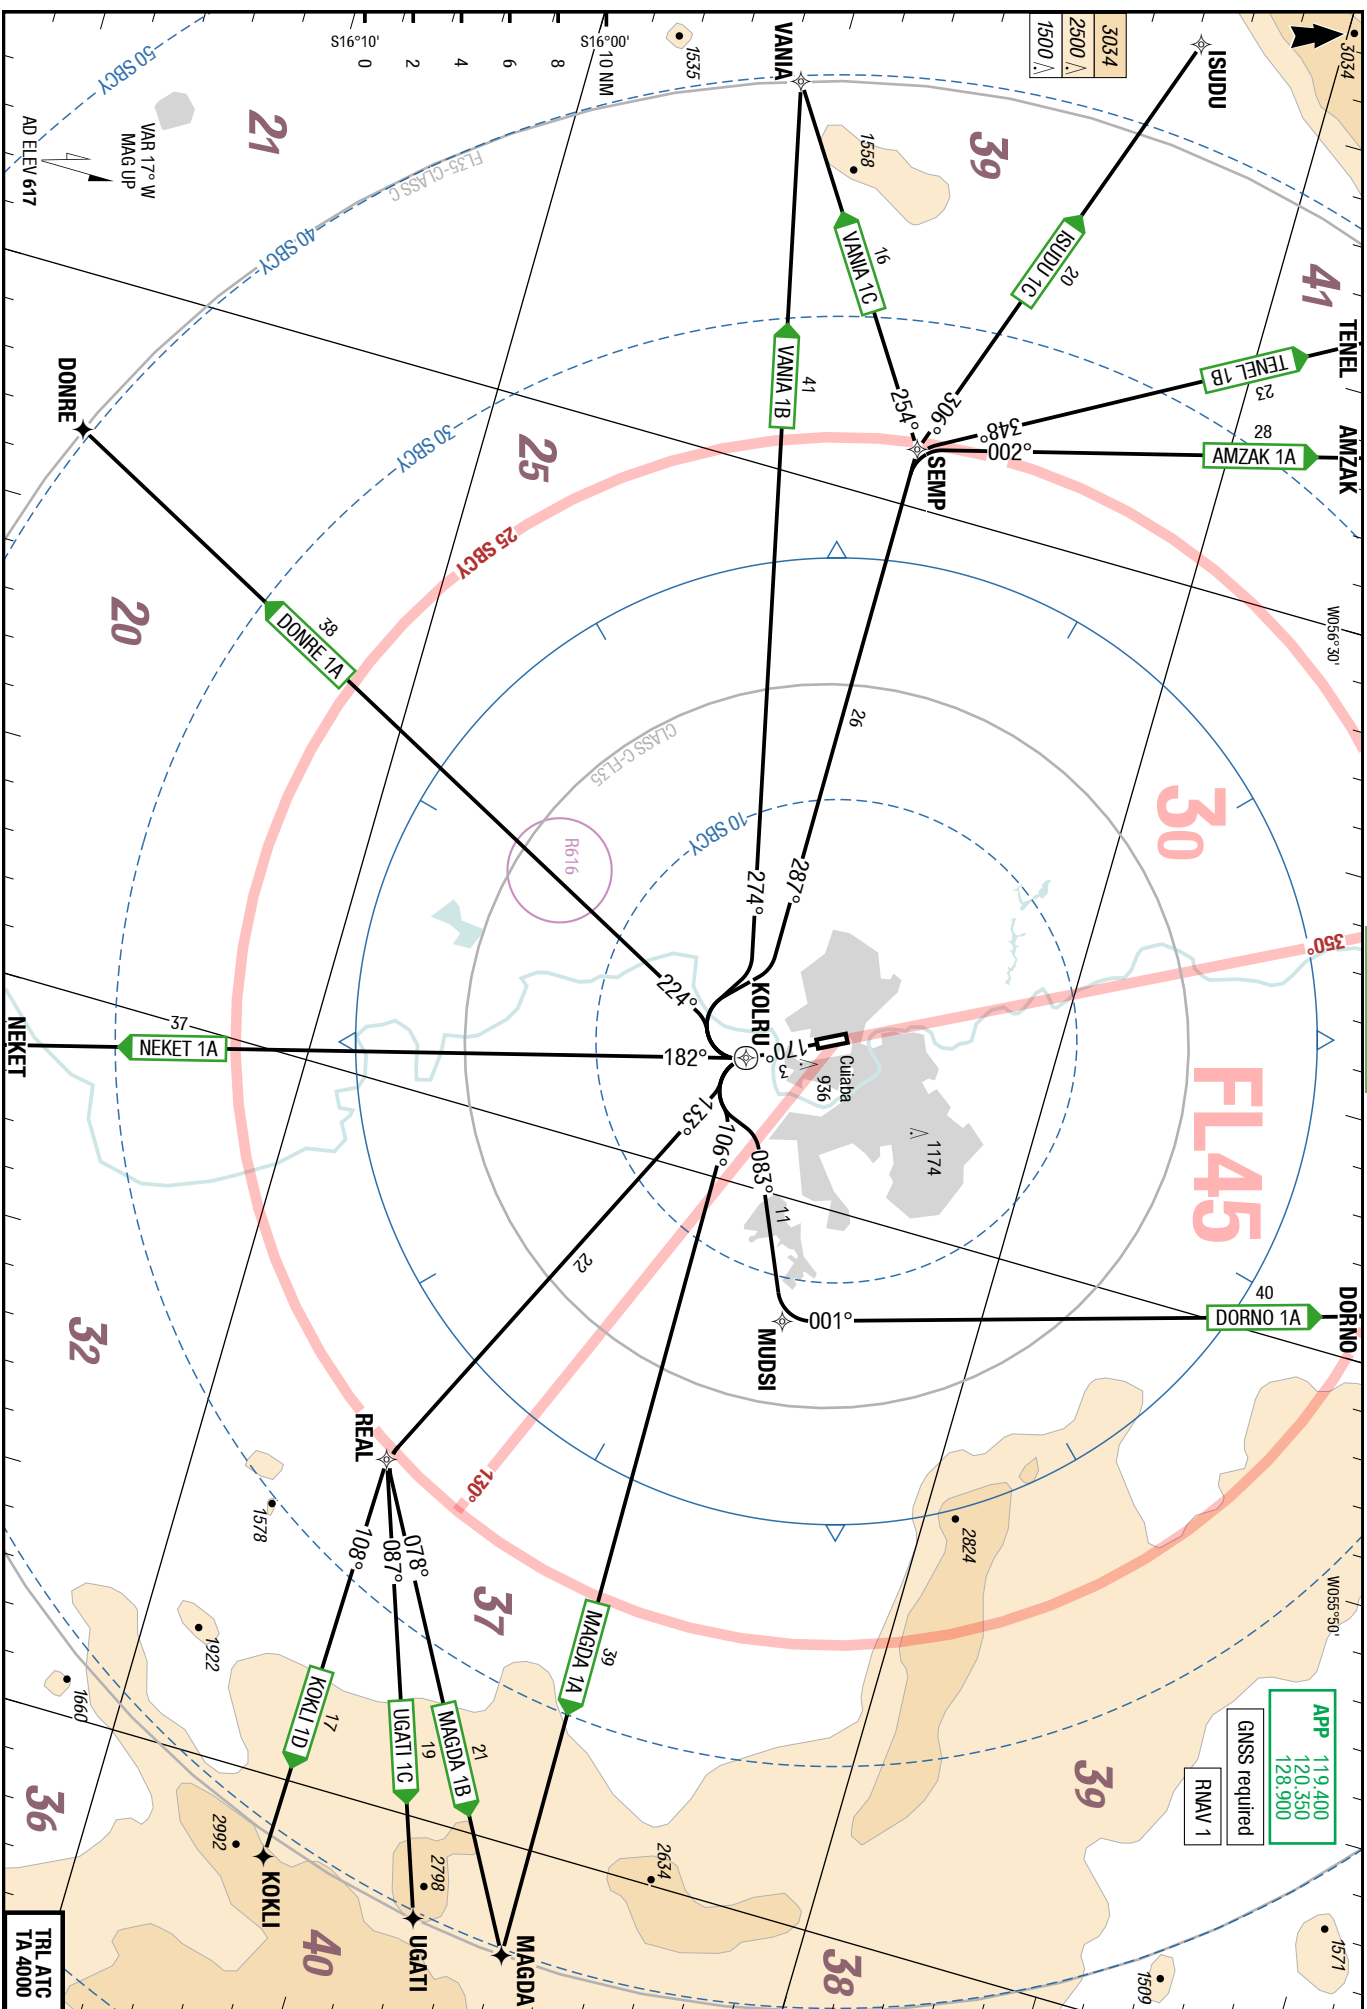 50 SBCY
S16°10'
0
2
4
6
8
10 NM
S16°00'
1535
VANIA
3034
2500
1500
ISUDU
3034
21
VAR 17° W
MAG UP
AD ELEV 617
FL35-CLASS C
40 SBCY
39
1558
41
VANIA 1C
16
ISUDU 1C
20
TENEL
TENEL 1B
23
AMZAK
AMZAK 1A
28
VANIA 1B
41
254°
306°
348°
002°
SEMP
DONRE
30 SBCY
25
25 SBCY
20
DONRE 1A
38
W056°30'
26
CLASS C-FL35
R616
10 SBCY
30
274°
287°
350°
224°
KOLRU
170°
3
Cuiaba
936
1174
NEKET
NEKET 1A
37
182°
133°
106°
083°
11
FL45
22
MUDSI
001°
DORNO 1A
40
DORNO
32
REAL
130°
1578
108°
087°
078°
37
2824
W055°50'
1922
1660
KOKLI 1D
17
UGATI 1C
19
MAGDA 1B
21
MAGDA 1A
39
APP 119.400
120.350
128.900
GNSS required
RNAV 1
39
36
2992
KOKLI
2798
UGATI
2634
MAGDA
40
38
1509
1571
TRL ATC
TA 4000